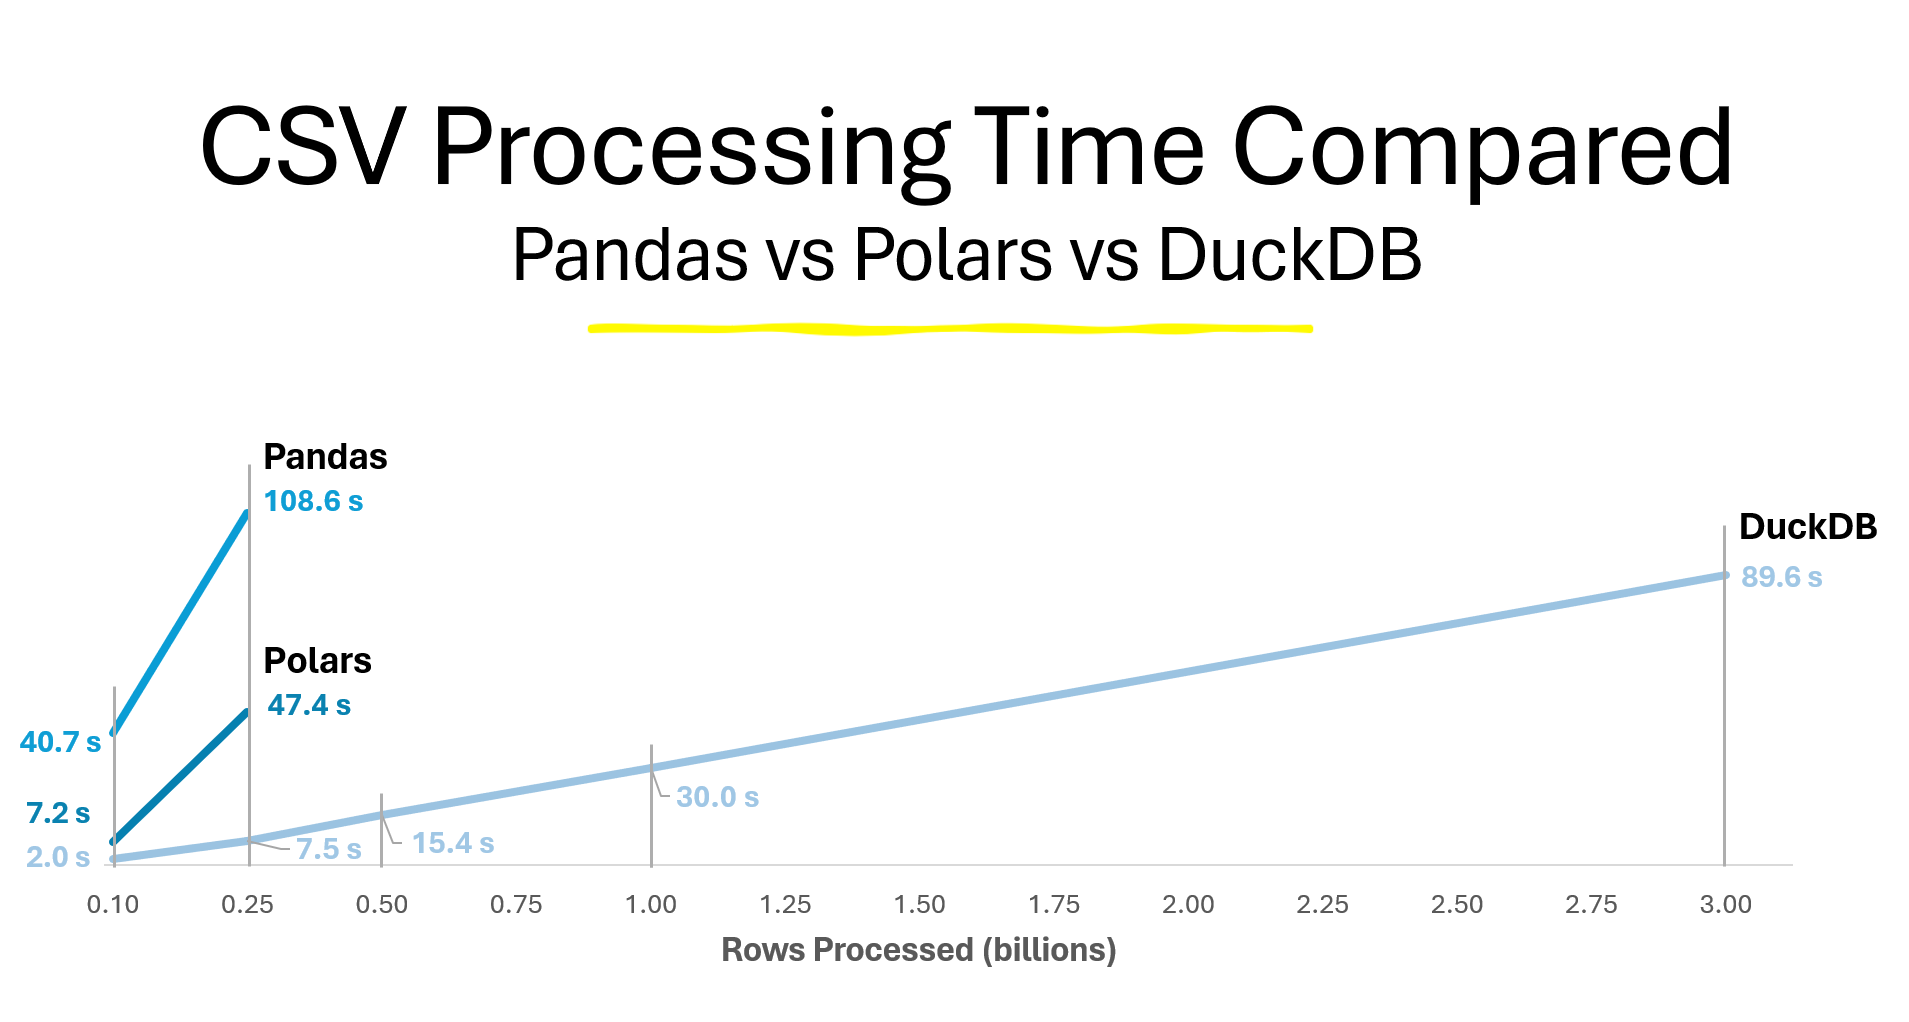 CSV Processing Time Compared
Pandas vs Polars vs DuckDB
Pandas
108.6 s
DuckDB
89.6 s
Polars
47.4 s
40.7 s
7.2 s
2.0 s
7.5 s
15.4 s
30.0 s
0.10 0.25 0.50 0.75 1.00 1.25 1.50 1.75 2.00 2.25 2.50 2.75 3.00
Rows Processed (billions)